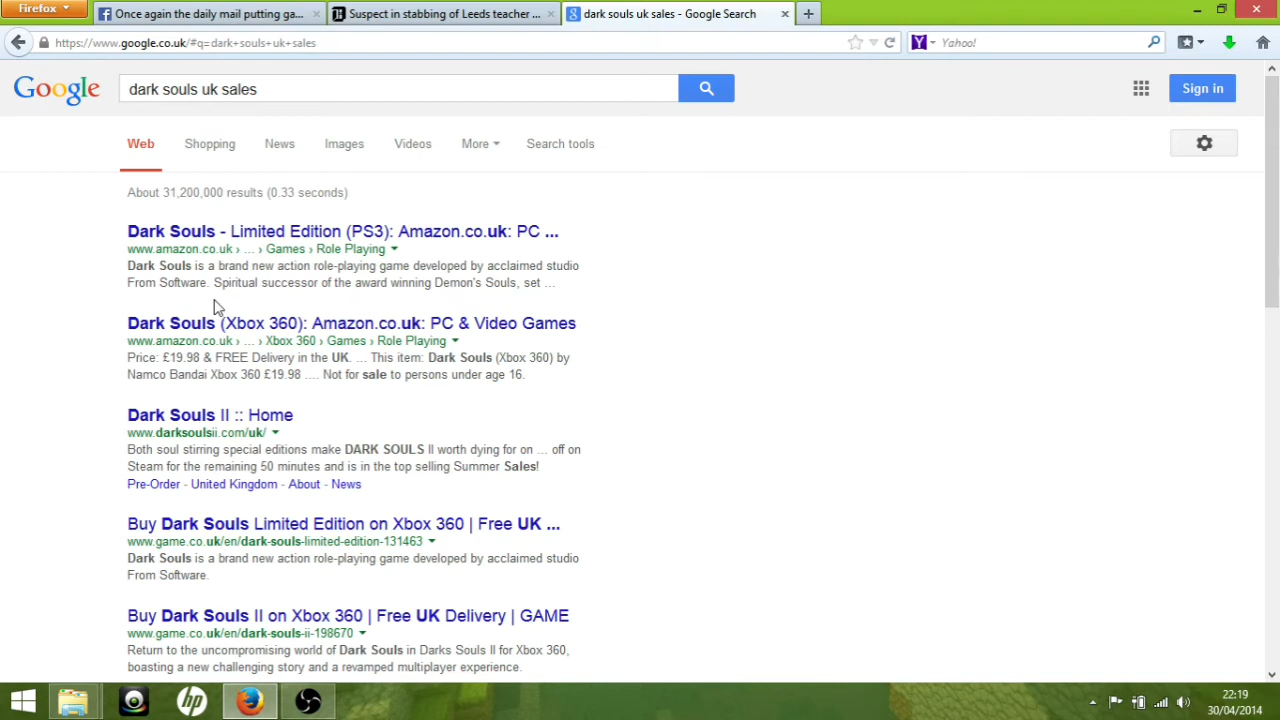 Firefox
Once again the daily mail putting ga...
Suspect in stabbing of Leeds teacher ...
dark souls uk sales - Google Search
https://www.google.co.uk/#q=dark+souls+uk+sales
Yahoo!
Google
dark souls uk sales
Sign in
Web Shopping News Images Videos More Search tools
About 31,200,000 results (0.33 seconds)
Dark Souls - Limited Edition (PS3): Amazon.co.uk: PC ...
www.amazon.co.uk › ... › Games › Role Playing
Dark Souls is a brand new action role-playing game developed by acclaimed studio
From Software. Spiritual successor of the award winning Demon's Souls, set ...
Dark Souls (Xbox 360): Amazon.co.uk: PC & Video Games
www.amazon.co.uk › ... › Xbox 360 › Games › Role Playing
Price: £19.98 & FREE Delivery in the UK. ... This item: Dark Souls (Xbox 360) by
Namco Bandai Xbox 360 £19.98 .... Not for sale to persons under age 16.
Dark Souls II :: Home
www.darksoulsii.com/uk/
Both soul stirring special editions make DARK SOULS II worth dying for on ... off on
Steam for the remaining 50 minutes and is in the top selling Summer Sales!
Pre-Order - United Kingdom - About - News
Buy Dark Souls Limited Edition on Xbox 360 | Free UK ...
www.game.co.uk/en/dark-souls-limited-edition-131463
Dark Souls is a brand new action role-playing game developed by acclaimed studio
From Software.
Buy Dark Souls II on Xbox 360 | Free UK Delivery | GAME
www.game.co.uk/en/dark-souls-ii-198670
Return to the uncompromising world of Dark Souls in Darks Souls II for Xbox 360,
boasting a new challenging story and a revamped multiplayer experience.
hp
22:19
30/04/2014